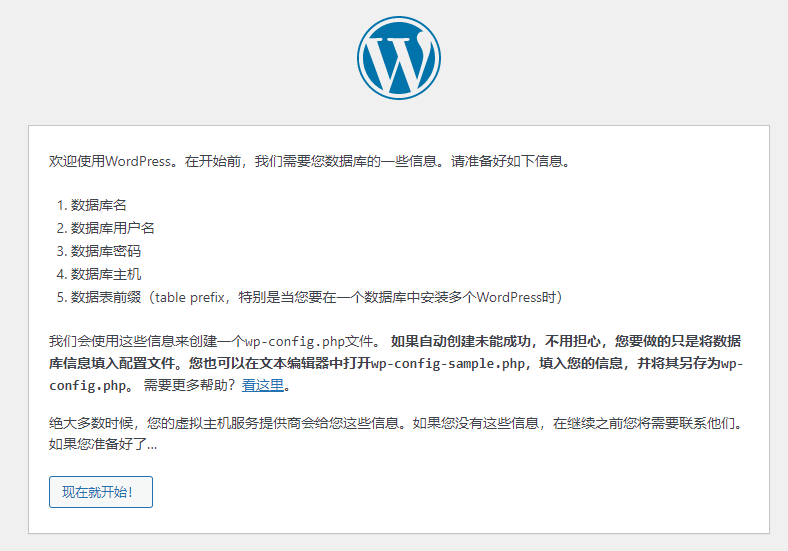 欢迎使用WordPress。在开始前，我们需要您数据库的一些信息。请准备好如下信息。
1. 数据库名
2. 数据库用户名
3. 数据库密码
4. 数据库主机
5. 数据表前缀（table prefix，特别是当您要在一个数据库中安装多个WordPress时）
我们会使用这些信息来创建一个wp-config.php文件。 如果自动创建未能成功，不用担心，您要做的只是将数据
库信息填入配置文件。您也可以在文本编辑器中打开wp-config-sample.php，填入您的信息，并将其另存为wp-
config.php。 需要更多帮助？看这里。
绝大多数时候，您的虚拟主机服务提供商会给您这些信息。如果您没有这些信息，在继续之前您将需要联系他们。
如果您准备好了…
现在就开始！